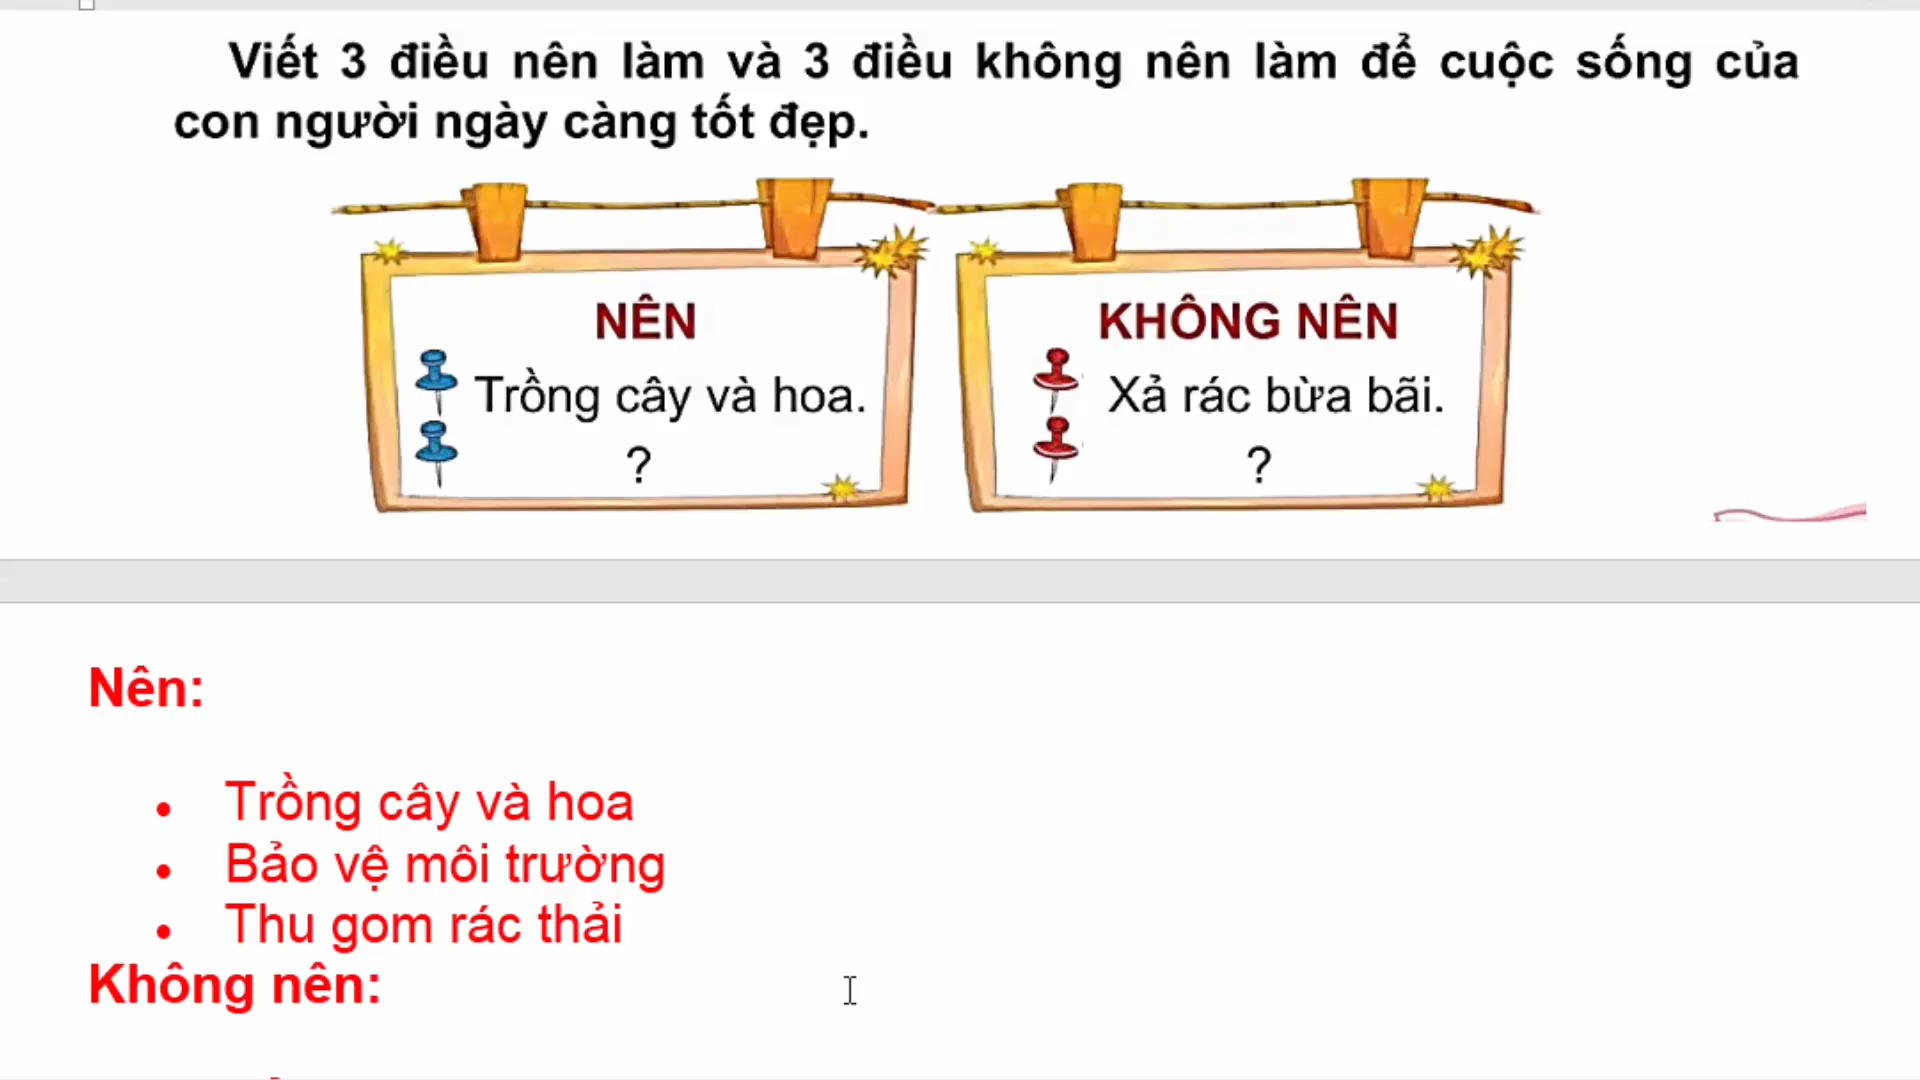 Viết 3 điều nên làm và 3 điều không nên làm để cuộc sống của
con người ngày càng tốt đẹp.
NÊN
Trồng cây và hoa.
?
KHÔNG NÊN
Xả rác bừa bãi.
?
Nên:
• Trồng cây và hoa
• Bảo vệ môi trường
• Thu gom rác thải
Không nên: